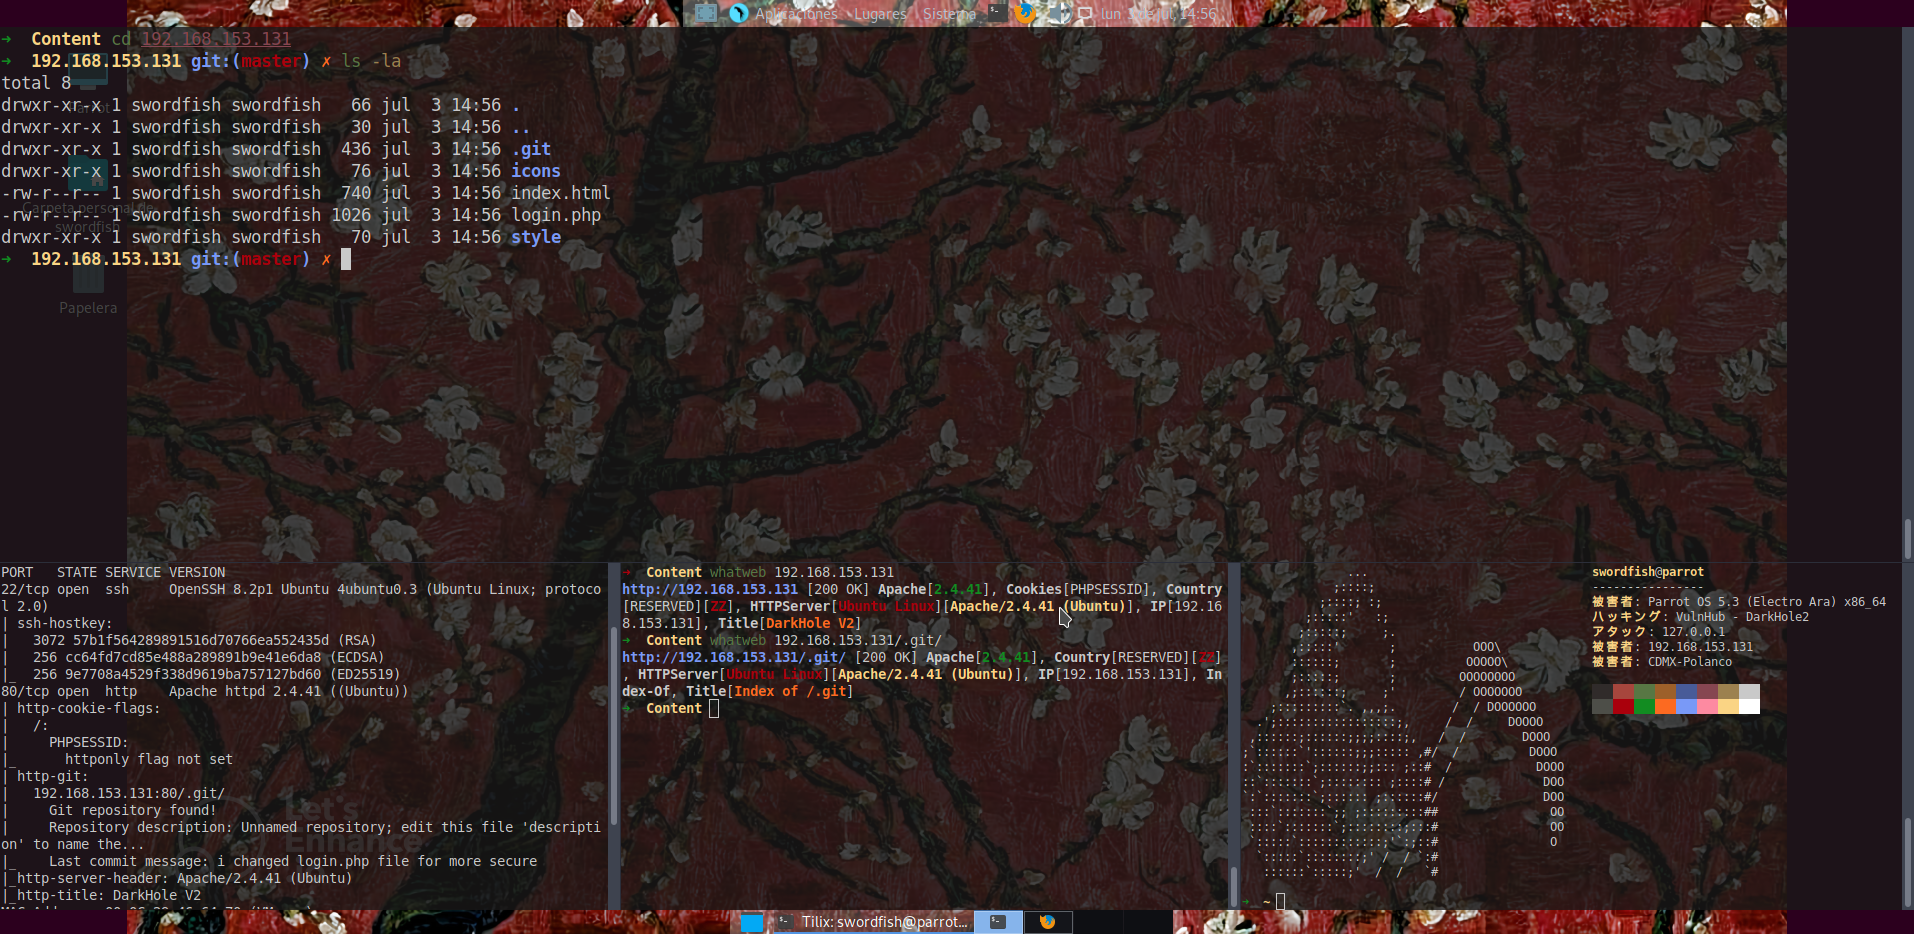 Aplicaciones Lugares Sistema lun 3 de jul, 14:56
➜ Content cd 192.168.153.131
➜ 192.168.153.131 git:(master) ✗ ls -la
total 8
drwxr-xr-x 1 swordfish swordfish 66 jul 3 14:56 .
drwxr-xr-x 1 swordfish swordfish 30 jul 3 14:56 ..
drwxr-xr-x 1 swordfish swordfish 436 jul 3 14:56 .git
drwxr-xr-x 1 swordfish swordfish 76 jul 3 14:56 icons
-rw-r--r-- 1 swordfish swordfish 740 jul 3 14:56 index.html
-rw-r--r-- 1 swordfish swordfish 1026 jul 3 14:56 login.php
drwxr-xr-x 1 swordfish swordfish 70 jul 3 14:56 style
➜ 192.168.153.131 git:(master) ✗
Carpeta personal de
swordfish
Papelera
PORT STATE SERVICE VERSION
22/tcp open ssh OpenSSH 8.2p1 Ubuntu 4ubuntu0.3 (Ubuntu Linux; protoco
l 2.0)
| ssh-hostkey:
| 3072 57b1f564289891516d70766ea552435d (RSA)
| 256 cc64fd7cd85e488a289891b9e41e6da8 (ECDSA)
|_ 256 9e7708a4529f338d9619ba757127bd60 (ED25519)
80/tcp open http Apache httpd 2.4.41 ((Ubuntu))
| http-cookie-flags:
| /:
| PHPSESSID:
|_ httponly flag not set
| http-git:
| 192.168.153.131:80/.git/
| Git repository found!
| Repository description: Unnamed repository; edit this file 'descripti
on' to name the...
|_ Last commit message: i changed login.php file for more secure
|_http-server-header: Apache/2.4.41 (Ubuntu)
|_http-title: DarkHole V2
Let's
Enhance
➜ Content whatweb 192.168.153.131
http://192.168.153.131 [200 OK] Apache[2.4.41], Cookies[PHPSESSID], Country
[RESERVED][ZZ], HTTPServer[Ubuntu Linux][Apache/2.4.41 (Ubuntu)], IP[192.16
8.153.131], Title[DarkHole V2]
➜ Content whatweb 192.168.153.131/.git/
http://192.168.153.131/.git/ [200 OK] Apache[2.4.41], Country[RESERVED][ZZ]
, HTTPServer[Ubuntu Linux][Apache/2.4.41 (Ubuntu)], IP[192.168.153.131], In
dex-Of, Title[Index of /.git]
➜ Content
swordfish@parrot
----------------
被害者: Parrot OS 5.3 (Electro Ara) x86_64
ハッキング: VulnHub - DarkHole2
アタック: 127.0.0.1
被害者: 192.168.153.131
被害者: CDMX-Polanco
➜ ~
Tilix: swordfish@parrot...